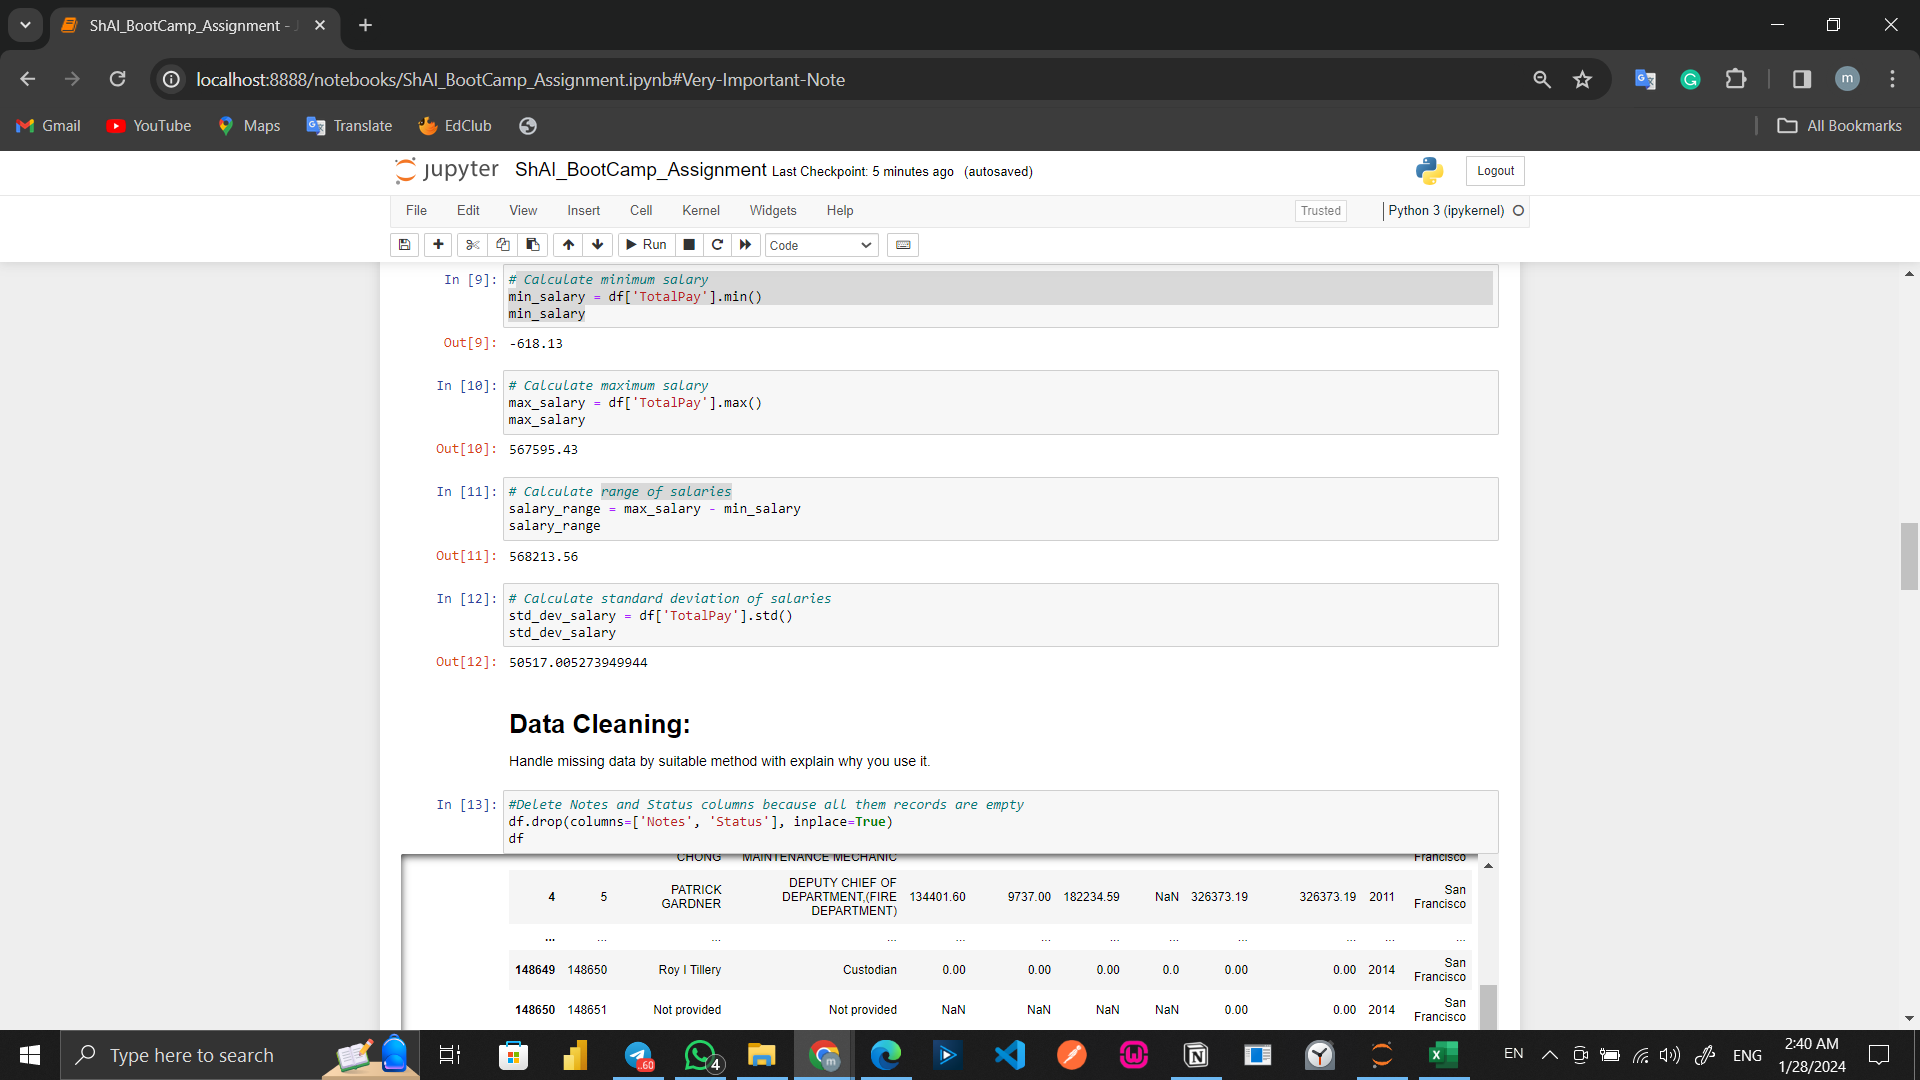 ShAI_BootCamp_Assignment - J
localhost:8888/notebooks/ShAI_BootCamp_Assignment.ipynb#Very-Important-Note
m
Gmail YouTube Maps Translate EdClub All Bookmarks
jupyter ShAI_BootCamp_Assignment Last Checkpoint: 5 minutes ago (autosaved) Logout
File Edit View Insert Cell Kernel Widgets Help Trusted Python 3 (ipykernel)
Run Code
In [9]: # Calculate minimum salary
min_salary = df['TotalPay'].min()
min_salary
Out[9]: -618.13
In [10]: # Calculate maximum salary
max_salary = df['TotalPay'].max()
max_salary
Out[10]: 567595.43
In [11]: # Calculate range of salaries
salary_range = max_salary - min_salary
salary_range
Out[11]: 568213.56
In [12]: # Calculate standard deviation of salaries
std_dev_salary = df['TotalPay'].std()
std_dev_salary
Out[12]: 50517.005273949944
Data Cleaning:
Handle missing data by suitable method with explain why you use it.
In [13]: #Delete Notes and Status columns because all them records are empty
df.drop(columns=['Notes', 'Status'], inplace=True)
df
CHONG MAINTENANCE MECHANIC Francisco
4 5 PATRICK GARDNER DEPUTY CHIEF OF DEPARTMENT,(FIRE DEPARTMENT) 134401.60 9737.00 182234.59 NaN 326373.19 326373.19 2011 San Francisco
... ... ... ... ... ... ... ... ... ... ... ...
148649 148650 Roy I Tillery Custodian 0.00 0.00 0.00 0.0 0.00 0.00 2014 San Francisco
148650 148651 Not provided Not provided NaN NaN NaN NaN 0.00 0.00 2014 San Francisco
Type here to search ..60 4 EN ENG 2:40 AM
1/28/2024